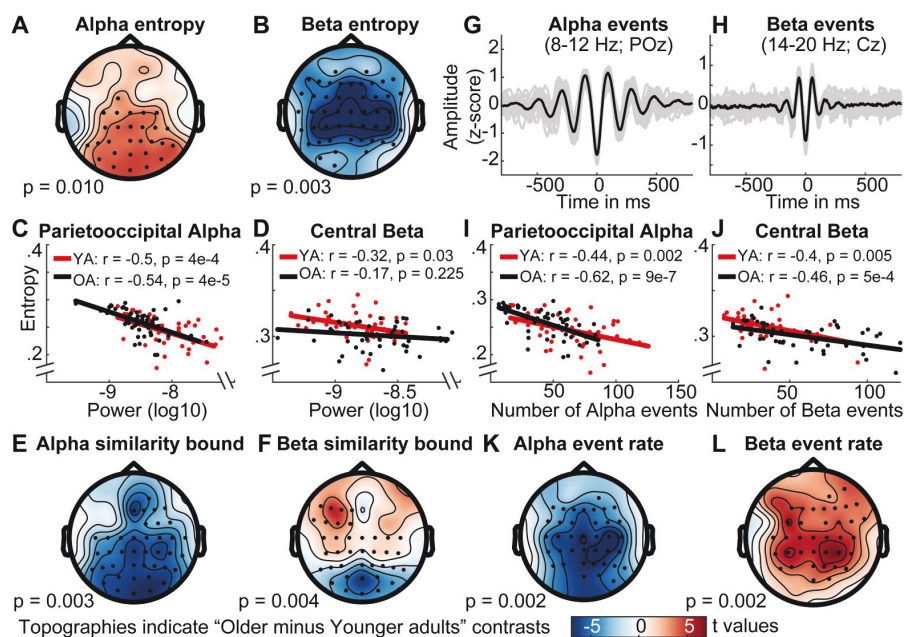 A Alpha entropy
p = 0.010
B Beta entropy
p = 0.003
G Alpha events
(8-12 Hz; POz)
Amplitude
(z-score)
2
1
0
-1
-2
-500 0 500
Time in ms
H Beta events
(14-20 Hz; Cz)
1
0
-1
-500 0 500
Time in ms
C Parietooccipital Alpha
YA: r = -0.5, p = 4e-4
OA: r = -0.54, p = 4e-5
Entropy
.4
.2
-9 -8
Power (log10)
D Central Beta
YA: r = -0.32, p = 0.03
OA: r = -0.17, p = 0.225
.4
.3
-9 -8.5
Power (log10)
I Parietooccipital Alpha
YA: r = -0.44, p = 0.002
OA: r = -0.62, p = 9e-7
.4
.2
0 50 100 150
Number of Alpha events
J Central Beta
YA: r = -0.4, p = 0.005
OA: r = -0.46, p = 5e-4
.4
.3
0 50 100
Number of Beta events
E Alpha similarity bound
p = 0.003
F Beta similarity bound
p = 0.004
K Alpha event rate
p = 0.002
L Beta event rate
p = 0.002
Topographies indicate “Older minus Younger adults” contrasts
-5 0 5 t values